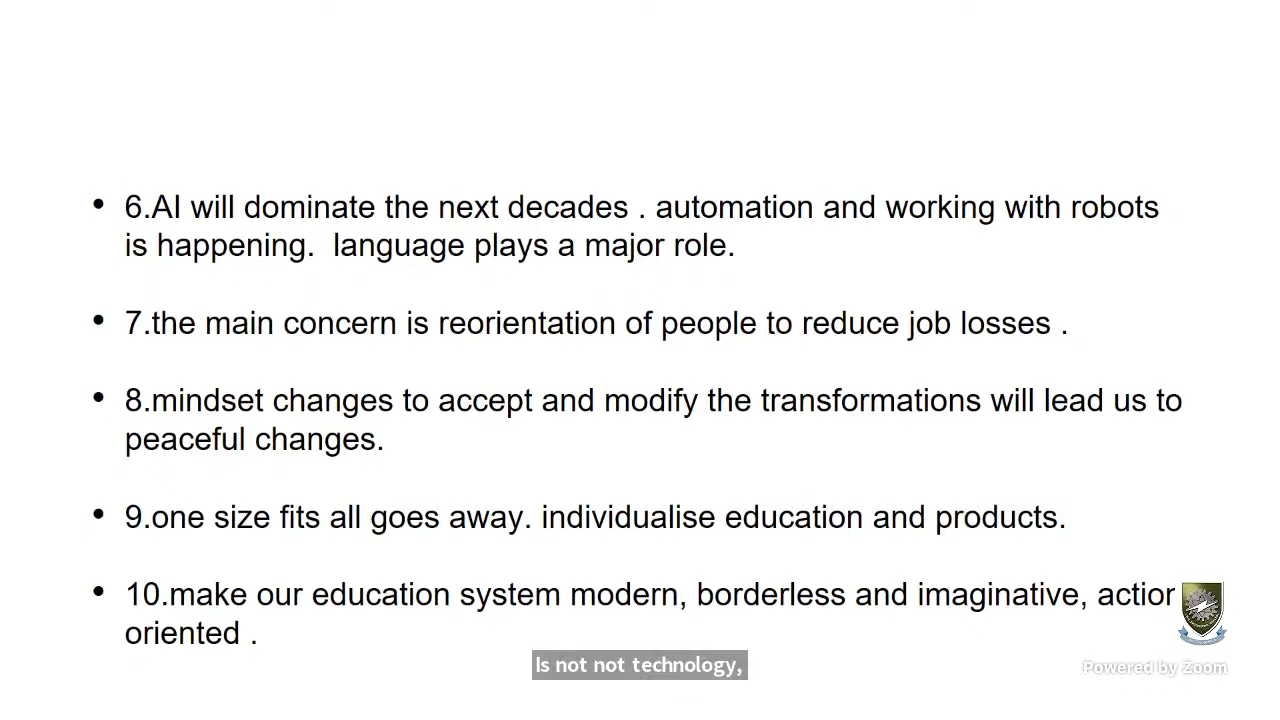 • 6.AI will dominate the next decades . automation and working with robots
is happening.  language plays a major role.
• 7.the main concern is reorientation of people to reduce job losses .
• 8.mindset changes to accept and modify the transformations will lead us to
peaceful changes.
• 9.one size fits all goes away. individualise education and products.
• 10.make our education system modern, borderless and imaginative, action
oriented .
Is not not technology,
Powered by Zoom